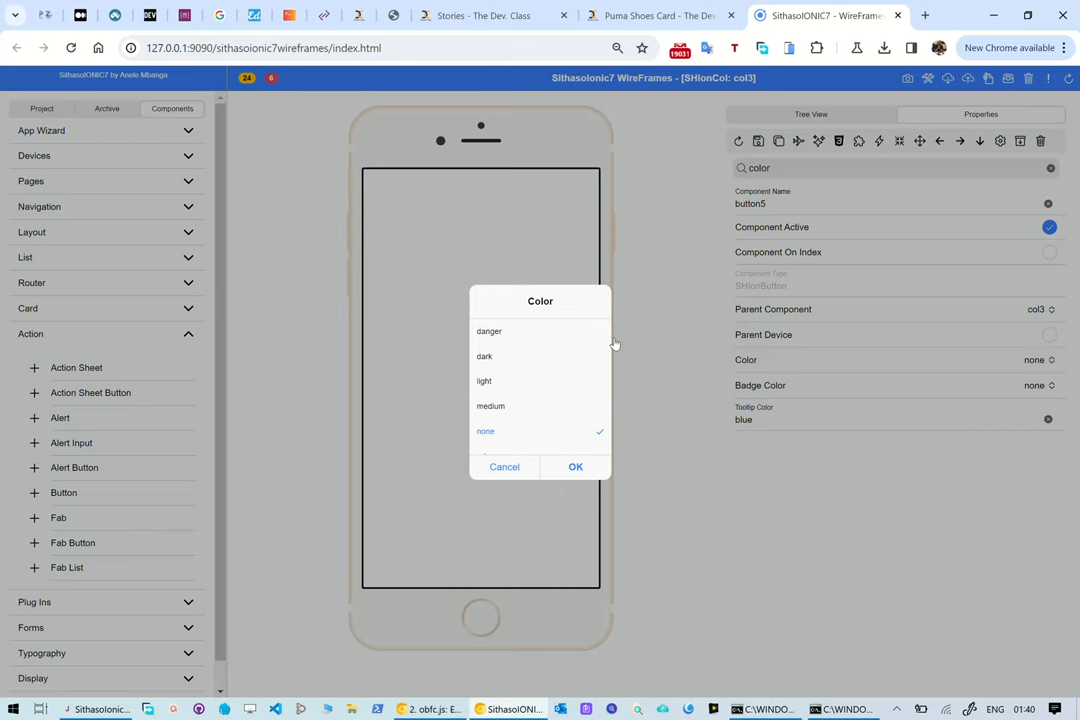 Stories - The Dev. Class
Puma Shoes Card - The De
SithasoIONIC7 - WireFrame
127.0.0.1:9090/sithasoionic7wireframes/index.html
19031
New Chrome available
SithasoIONIC7 by Anele Mbanga
24
6
SithasoIonic7 WireFrames - [SHIonCol: col3]
Project
Archive
Components
App Wizard
Devices
Pages
Navigation
Layout
List
Router
Card
Action
Action Sheet
Action Sheet Button
Alert
Alert Input
Alert Button
Button
Fab
Fab Button
Fab List
Plug Ins
Forms
Typography
Display
Color
danger
dark
light
medium
none
Cancel
OK
Tree View
Properties
color
Component Name
button5
Component Active
Component On Index
Component Type
SHIonButton
Parent Component
col3
Parent Device
Color
none
Badge Color
none
Tooltip Color
blue
SithasoIonic...
2. obfc.js: E...
SithasoIONI...
C:\WINDO...
C:\WINDO...
ENG
01:40